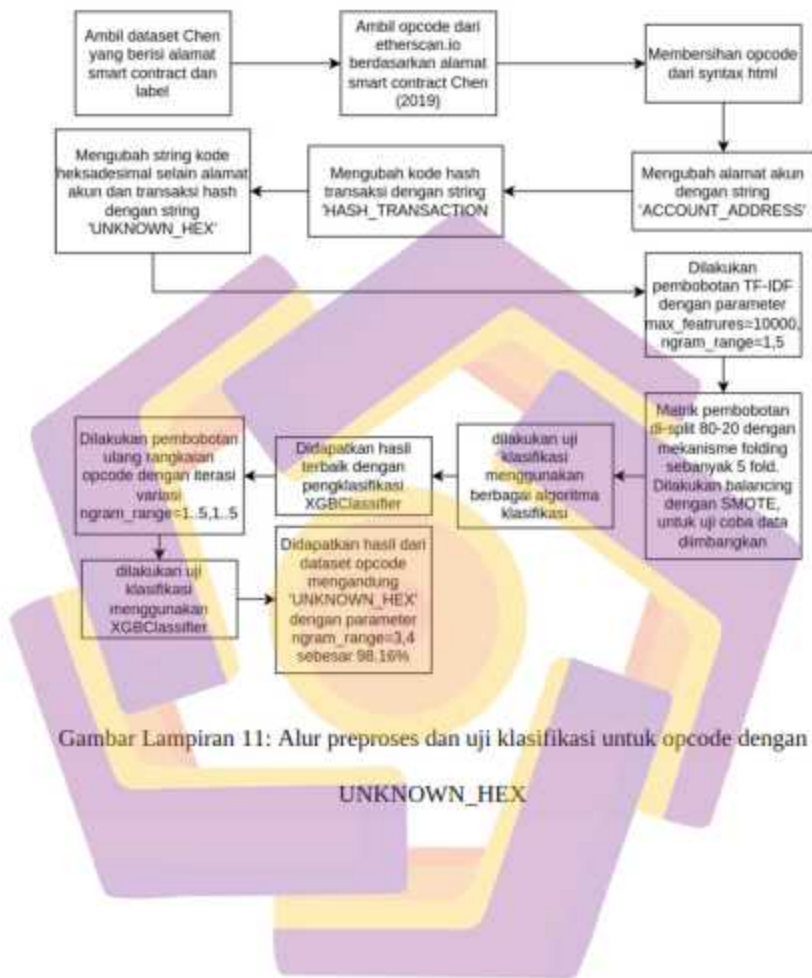 Ambil dataset Chen
yang berisi alamat
smart contract dan
label
Ambil opcode dari
etherscan.io
berdasarkan alamat
smart contract Chen
(2019)
Membersihan opcode
dari syntax html
Mengubah alamat akun
dengan string
'ACCOUNT_ADDRESS'
Mengubah kode hash
transaksi dengan string
'HASH_TRANSACTION
Mengubah string kode
heksadesimal selain alamat
akun dan transaksi hash
dengan string
'UNKNOWN_HEX'
Dilakukan
pembobotan TF-IDF
dengan parameter
max_featrures=10000,
ngram_range=1,5
Matrik pembobotan
di-split 80-20 dengan
mekanisme folding
sebanyak 5 fold.
Dilakukan balancing
dengan SMOTE,
untuk uji coba data
diimbangkan
dilakukan uji
klasifikasi
menggunakan
berbagai algoritma
klasifikasi
Didapatkan hasil
terbaik dengan
pengklasifikasi
XGBClassifier
Dilakukan pembobotan
ulang rangkaian
opcode dengan iterasi
variasi
ngram_range=1..5,1..5
dilakukan uji
klasifikasi
menggunakan
XGBClassifier
Didapatkan hasil dari
dataset opcode
mengandung
'UNKNOWN_HEX'
dengan parameter
ngram_range=3,4
sebesar 98,16%
Gambar Lampiran 11: Alur preproses dan uji klasifikasi untuk opcode dengan
UNKNOWN_HEX